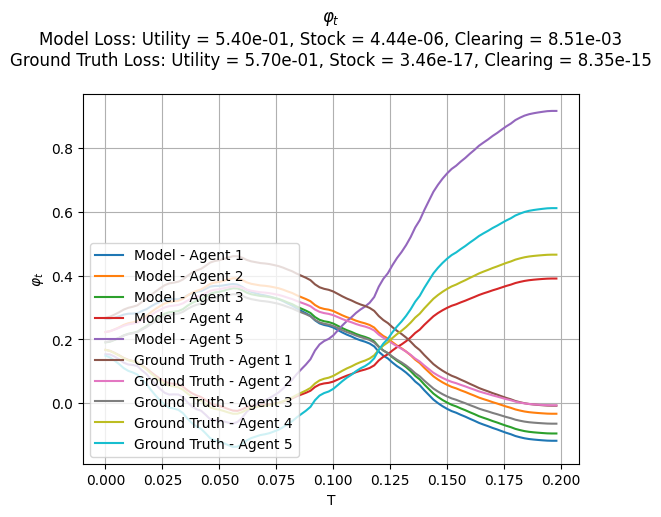 φₜ
Model Loss: Utility = 5.40e-01, Stock = 4.44e-06, Clearing = 8.51e-03
Ground Truth Loss: Utility = 5.70e-01, Stock = 3.46e-17, Clearing = 8.35e-15
φₜ
0.8
0.6
0.4
0.2
0.0
Model - Agent 1
Model - Agent 2
Model - Agent 3
Model - Agent 4
Model - Agent 5
Ground Truth - Agent 1
Ground Truth - Agent 2
Ground Truth - Agent 3
Ground Truth - Agent 4
Ground Truth - Agent 5
0.000 0.025 0.050 0.075 0.100 0.125 0.150 0.175 0.200
T